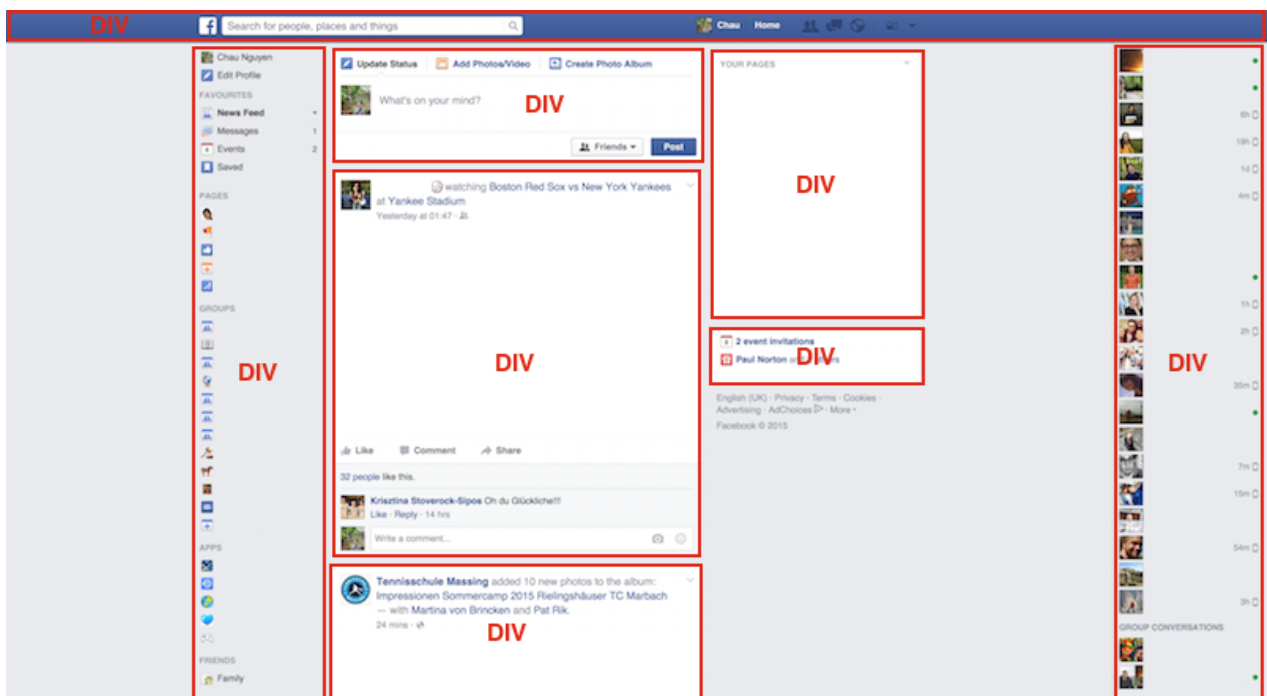 DIV
f
Search for people, places and things
Chau
Home
Chau Nguyen
Edit Profile
FAVOURITES
News Feed
Messages 1
Events 2
Saved
PAGES
GROUPS
DIV
APPS
FRIENDS
Family
Update Status Add Photos/Video Create Photo Album
What's on your mind?
DIV
Friends Post
watching Boston Red Sox vs New York Yankees
at Yankee Stadium
Yesterday at 01:47 ·
DIV
Like Comment Share
32 people like this.
Krisztina Stoverock-Sipos Oh du Glückliche!!!
Like · Reply · 14 hrs
Write a comment...
Tennisschule Massing added 10 new photos to the album:
Impressionen Sommercamp 2015 Rielingshäuser TC Marbach
— with Martina von Brincken and Pat Rik.
24 mins ·
DIV
YOUR PAGES
DIV
2 event invitations
Paul Norton
DIV
English (UK) · Privacy · Terms · Cookies ·
Advertising · AdChoices · More
Facebook © 2015
6h
19h
1d
4m
1h
2h
DIV
35m
7m
15m
54m
3h
GROUP CONVERSATIONS